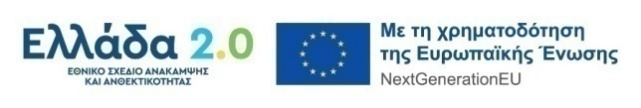 Ελλάδα 2.0
ΕΘΝΙΚΟ ΣΧΕΔΙΟ ΑΝΑΚΑΜΨΗΣ
ΚΑΙ ΑΝΘΕΚΤΙΚΟΤΗΤΑΣ
Με τη χρηματοδότηση
της Ευρωπαϊκής Ένωσης
NextGenerationEU